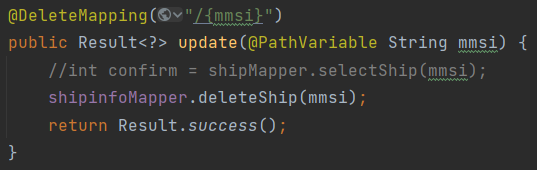 @DeleteMapping("/{mmsi}")
public Result<?> update(@PathVariable String mmsi) {
//int confirm = shipMapper.selectShip(mmsi);
shipinfoMapper.deleteShip(mmsi);
return Result.success();
}